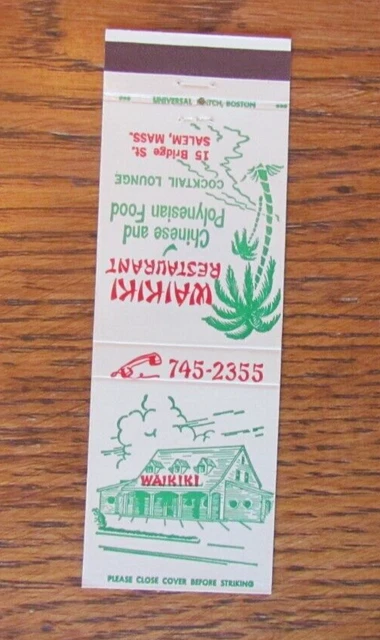 UNIVERSAL MATCH, BOSTON
WAIKIKI
RESTAURANT
Chinese and
Polynesian Food
COCKTAIL LOUNGE
15 Bridge St.
SALEM, MASS.
745-2355
WAIKIKI
PLEASE CLOSE COVER BEFORE STRIKING